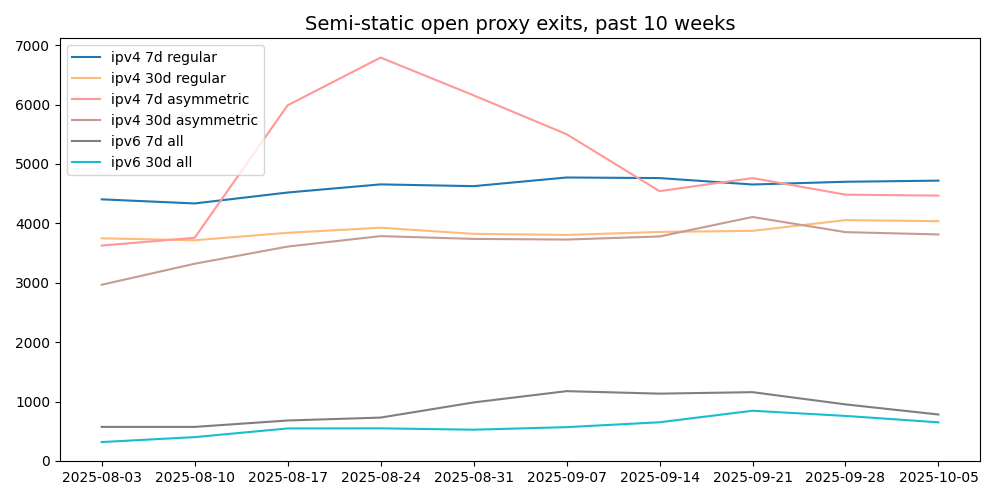 Semi-static open proxy exits, past 10 weeks
7000
6000
5000
4000
3000
2000
1000
0
ipv4 7d regular
ipv4 30d regular
ipv4 7d asymmetric
ipv4 30d asymmetric
ipv6 7d all
ipv6 30d all
2025-08-03 2025-08-10 2025-08-17 2025-08-24 2025-08-31 2025-09-07 2025-09-14 2025-09-21 2025-09-28 2025-10-05